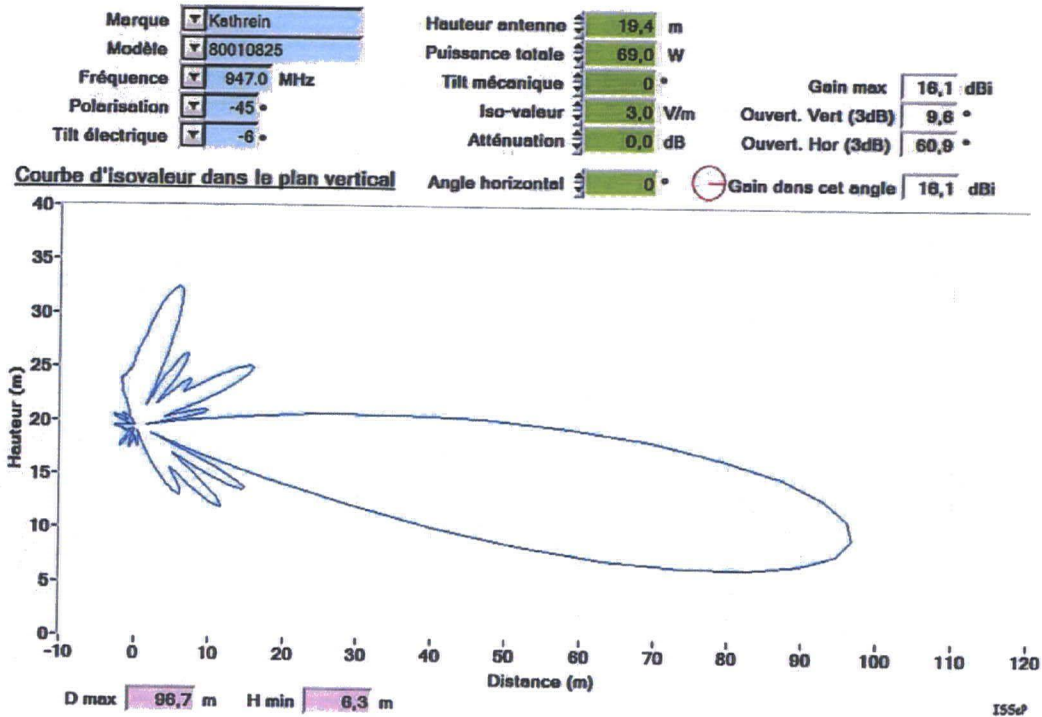 Marque Kathrein
Modèle 80010825
Fréquence 947.0 MHz
Polarisation -45 °
Tilt électrique -6 °
Hauteur antenne 19,4 m
Puissance totale 69,0 W
Tilt mécanique 0 °
Iso-valeur 3,0 V/m
Atténuation 0,0 dB
Gain max 16,1 dBi
Ouvert. Vert (3dB) 9,6 °
Ouvert. Hor (3dB) 60,9 °
Courbe d'isovaleur dans le plan vertical
Angle horizontal 0 °
Gain dans cet angle 16,1 dBi
Hauteur (m)
40
35
30
25
20
15
10
5
0
-10 0 10 20 30 40 50 60 70 80 90 100 110 120
Distance (m)
D max 96,7 m H min 6,3 m
ISSeP